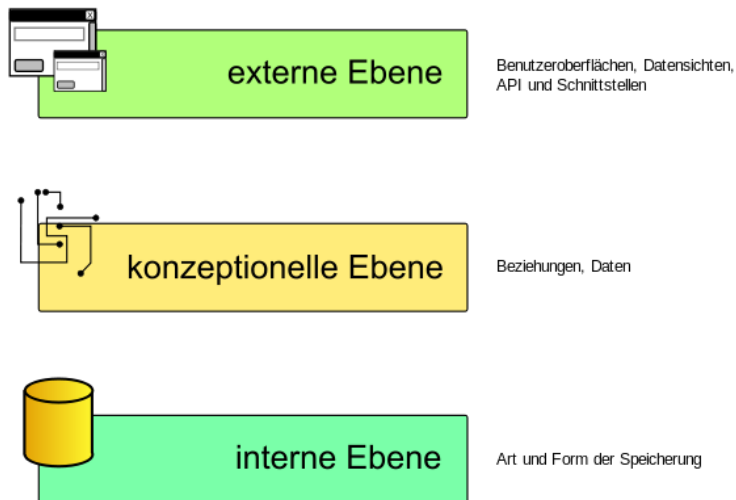 externe Ebene
Benutzeroberflächen, Datensichten,
API und Schnittstellen
konzeptionelle Ebene
Beziehungen, Daten
interne Ebene
Art und Form der Speicherung